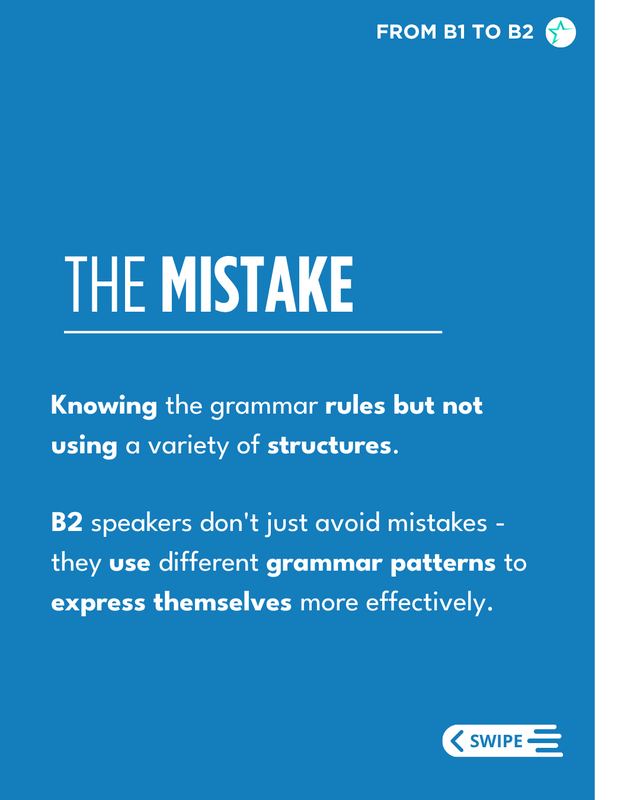 FROM B1 TO B2
THE MISTAKE
Knowing the grammar rules but not
using a variety of structures.
B2 speakers don't just avoid mistakes -
they use different grammar patterns to
express themselves more effectively.
SWIPE